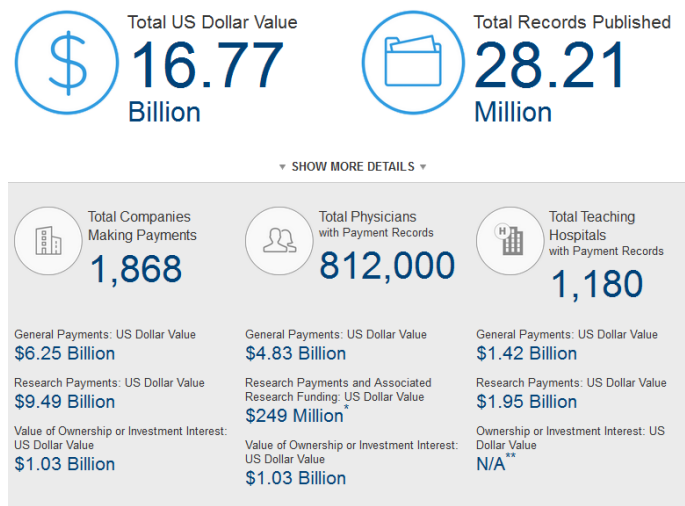 Total US Dollar Value
16.77
Billion
Total Records Published
28.21
Million
▼ SHOW MORE DETAILS ▼
Total Companies
Making Payments
1,868
General Payments: US Dollar Value
$6.25 Billion
Research Payments: US Dollar Value
$9.49 Billion
Value of Ownership or Investment Interest:
US Dollar Value
$1.03 Billion
Total Physicians
with Payment Records
812,000
General Payments: US Dollar Value
$4.83 Billion
Research Payments and Associated
Research Funding: US Dollar Value
$249 Million*
Value of Ownership or Investment Interest:
US Dollar Value
$1.03 Billion
H
Total Teaching
Hospitals
with Payment Records
1,180
General Payments: US Dollar Value
$1.42 Billion
Research Payments: US Dollar Value
$1.95 Billion
Ownership or Investment Interest: US
Dollar Value
N/A**